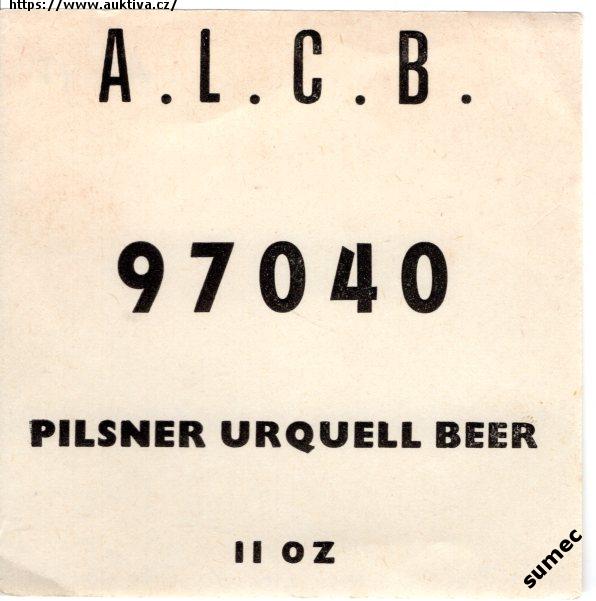 https://www.auktiva.cz/
A.L.C.B.
97040
PILSNER URQUELL BEER
11 OZ
sumec